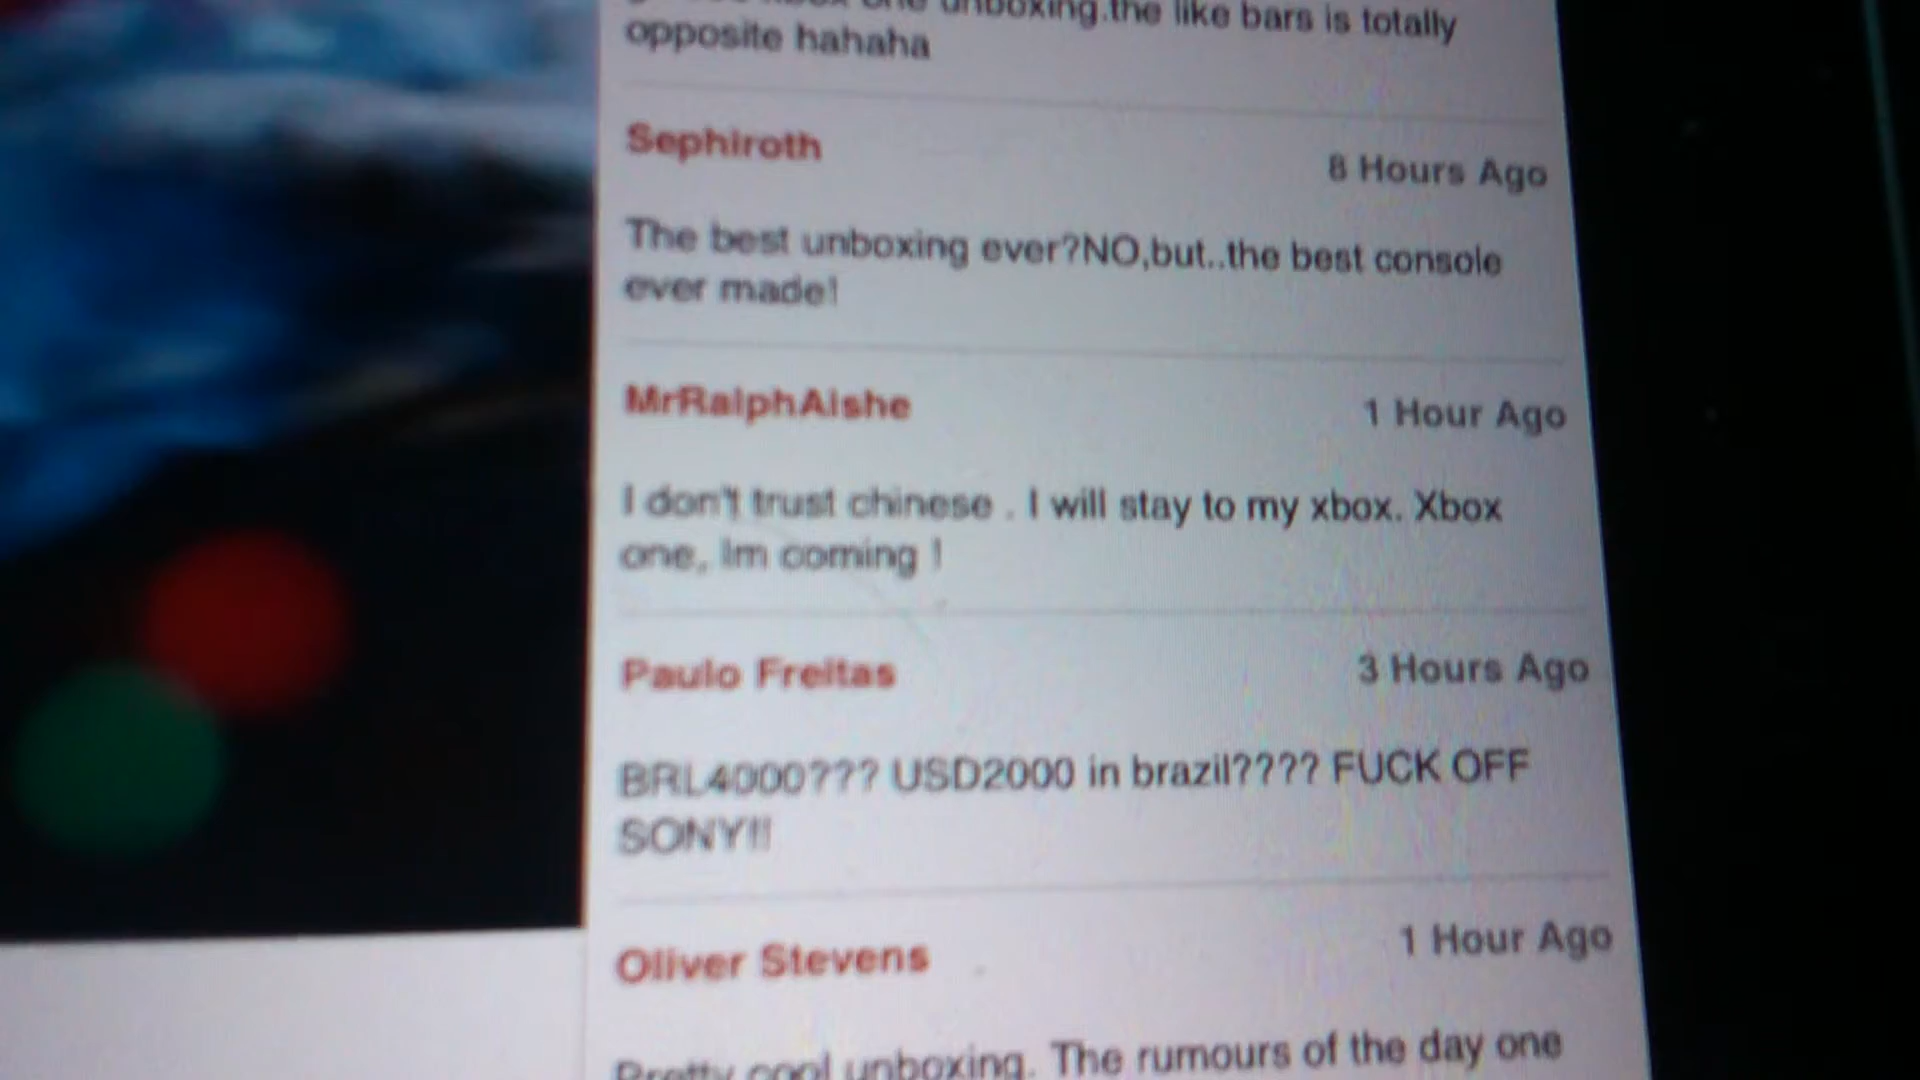 unboxing.the like bars is totally
opposite hahaha
Sephiroth
8 Hours Ago
The best unboxing ever?NO,but..the best console
ever made!
MrRalphAishe
1 Hour Ago
I don't trust chinese . I will stay to my xbox. Xbox
one, Im coming !
Paulo Freitas
3 Hours Ago
BRL4000??? USD2000 in brazil???? FUCK OFF
SONY!!
Oliver Stevens
1 Hour Ago
Pretty cool unboxing. The rumours of the day one